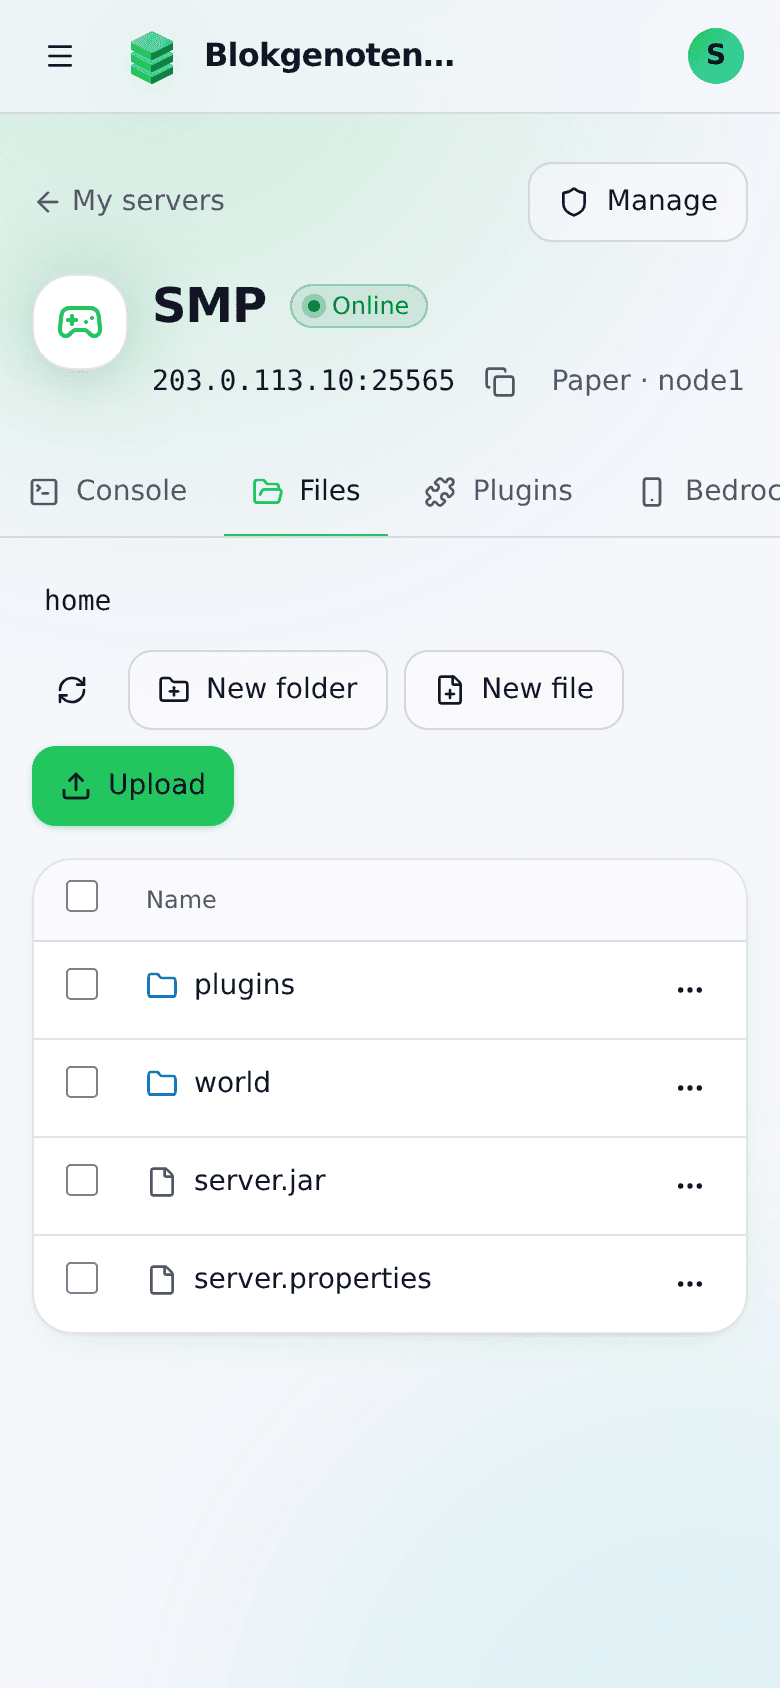 Blokgenoten...
S
My servers
Manage
SMP
Online
203.0.113.10:25565
Paper · node1
Console
Files
Plugins
Bedroc
home
New folder
New file
Upload
Name
plugins
world
server.jar
server.properties